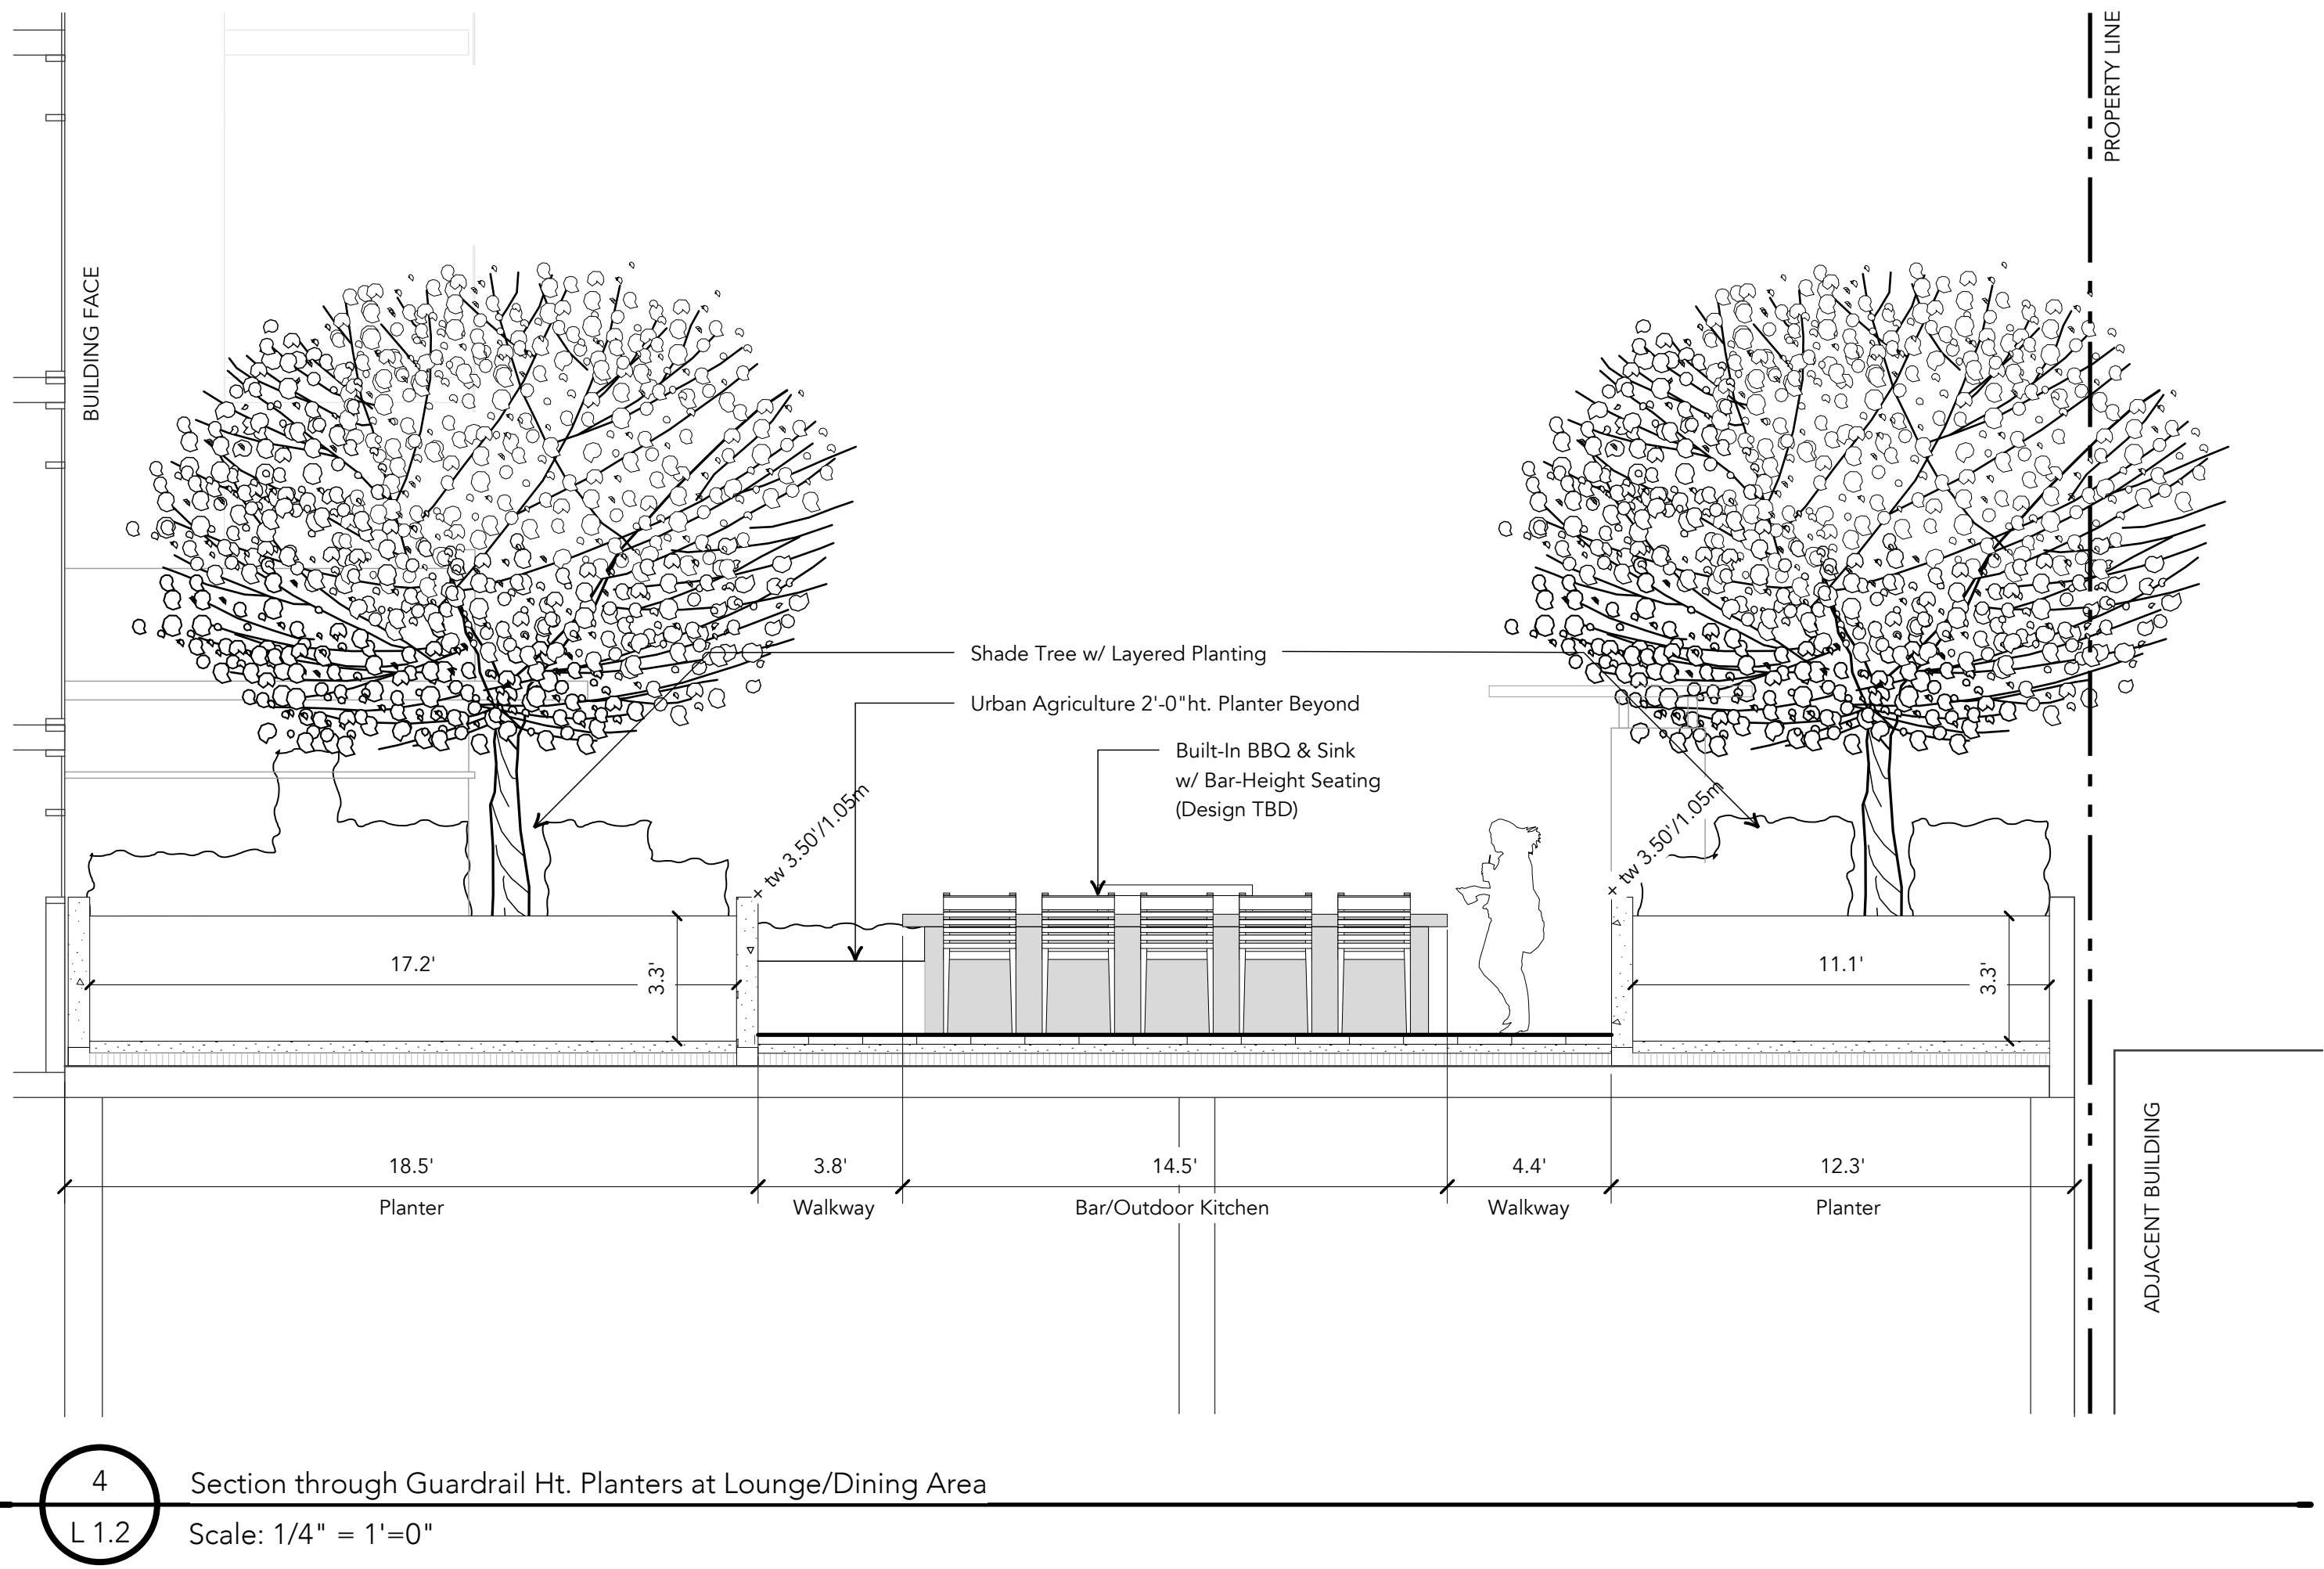 PROPERTY LINE
BUILDING FACE
Shade Tree w/ Layered Planting
Urban Agriculture 2'-0"ht. Planter Beyond
Built-In BBQ & Sink
w/ Bar-Height Seating
(Design TBD)
+ tw 3.50'/1.05m
+ tw 3.50'/1.05m
17.2'
3.3'
11.1'
3.3'
18.5'
3.8'
14.5'
4.4'
12.3'
Planter
Walkway
Bar/Outdoor Kitchen
Walkway
Planter
ADJACENT BUILDING
4
Section through Guardrail Ht. Planters at Lounge/Dining Area
L 1.2
Scale: 1/4" = 1'=0"